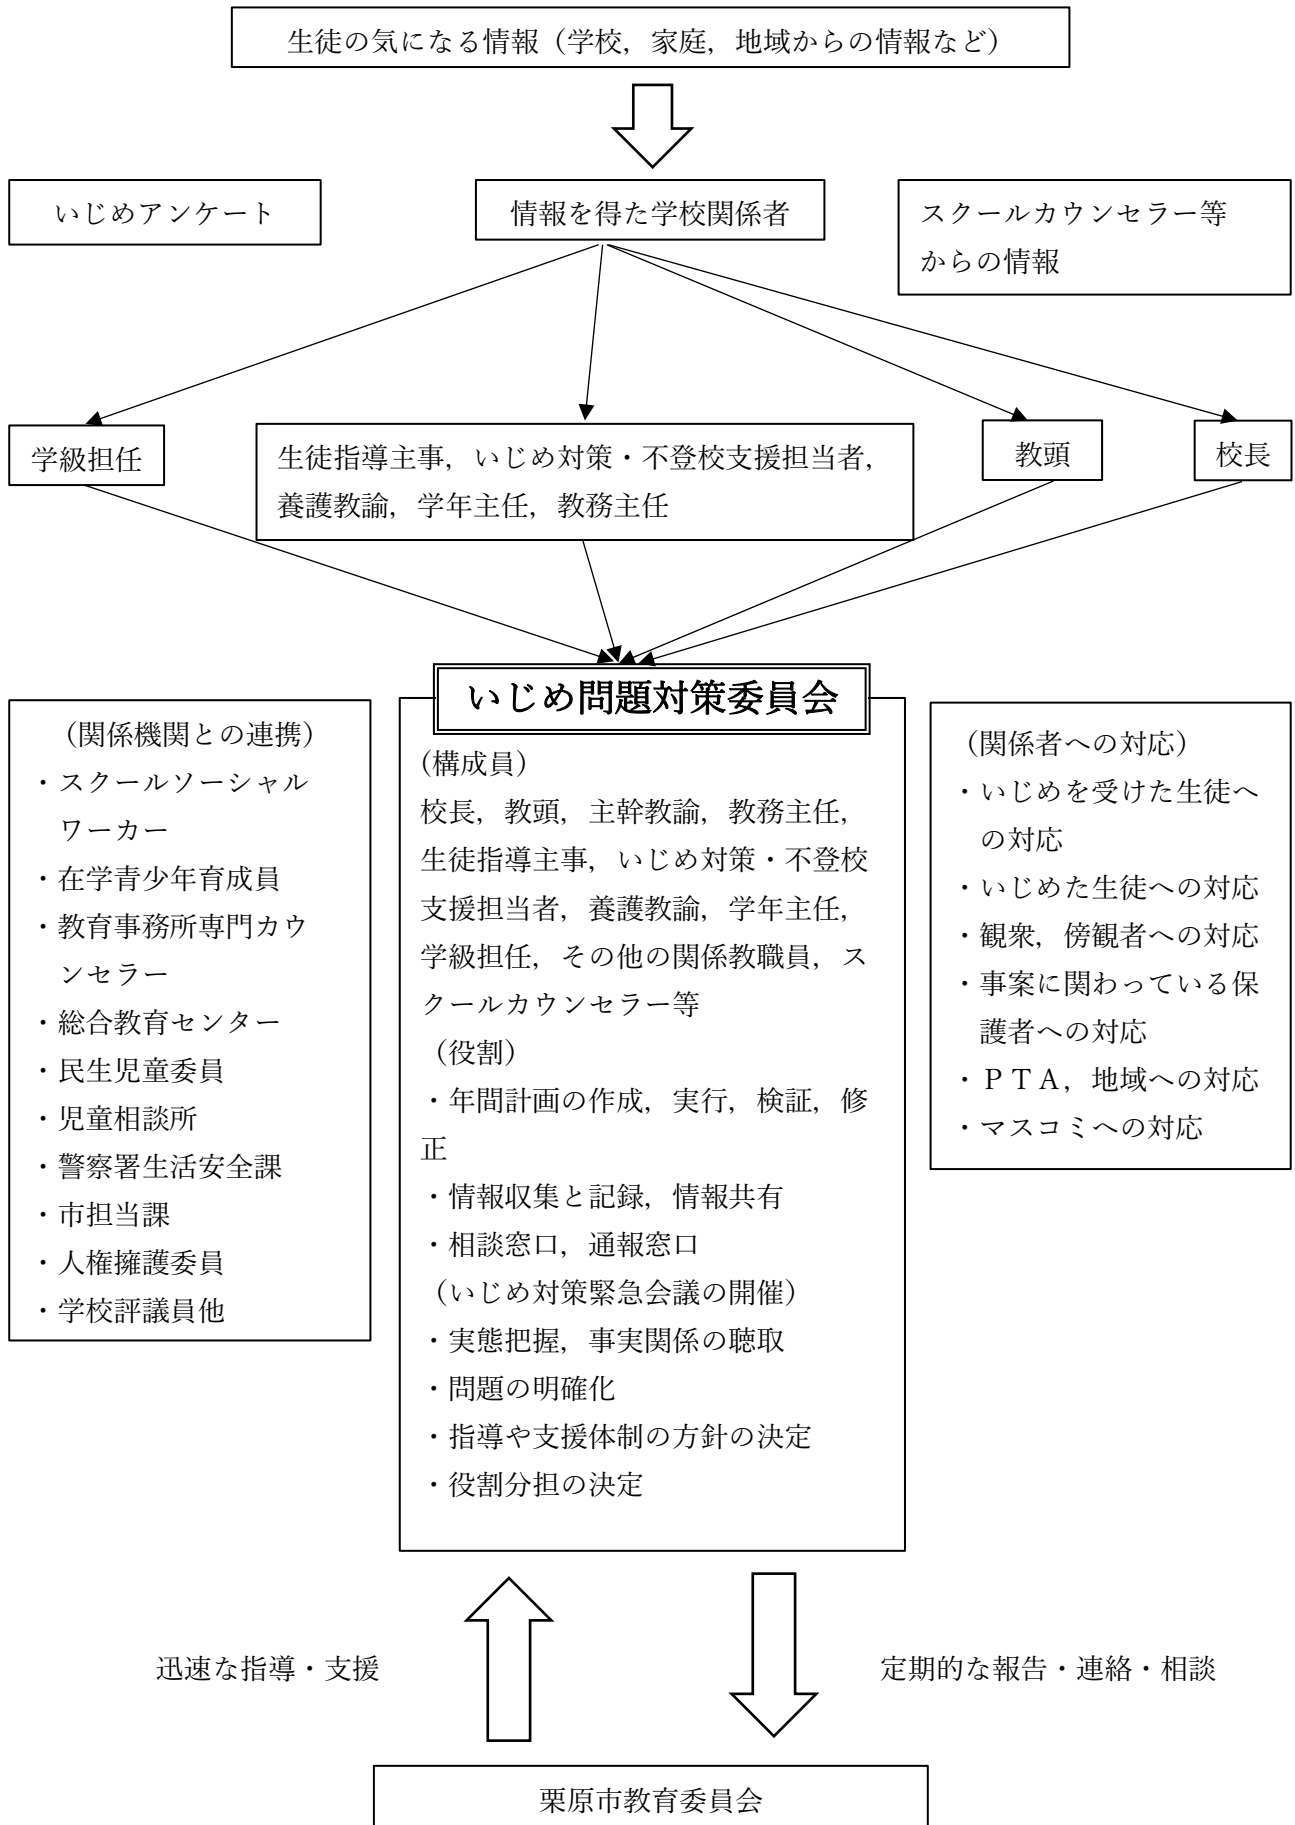 生徒の気になる情報（学校，家庭，地域からの情報など）
いじめアンケート
情報を得た学校関係者
スクールカウンセラー等
からの情報
学級担任
生徒指導主事，いじめ対策・不登校支援担当者，
養護教諭，学年主任，教務主任
教頭
校長
いじめ問題対策委員会
（関係機関との連携）
・スクールソーシャル
ワーカー
・在学青少年育成員
・教育事務所専門カウ
ンセラー
・総合教育センター
・民生児童委員
・児童相談所
・警察署生活安全課
・市担当課
・人権擁護委員
・学校評議員他
(構成員）
校長，教頭，主幹教諭，教務主任，
生徒指導主事，いじめ対策・不登校
支援担当者，養護教諭，学年主任，
学級担任，その他の関係教職員，ス
クールカウンセラー等
（役割）
・年間計画の作成，実行，検証，修
正
・情報収集と記録，情報共有
・相談窓口，通報窓口
（いじめ対策緊急会議の開催）
・実態把握，事実関係の聴取
・問題の明確化
・指導や支援体制の方針の決定
・役割分担の決定
（関係者への対応）
・いじめを受けた生徒へ
の対応
・いじめた生徒への対応
・観衆，傍観者への対応
・事案に関わっている保
護者への対応
・ＰＴＡ，地域への対応
・マスコミへの対応
迅速な指導・支援
定期的な報告・連絡・相談
栗原市教育委員会